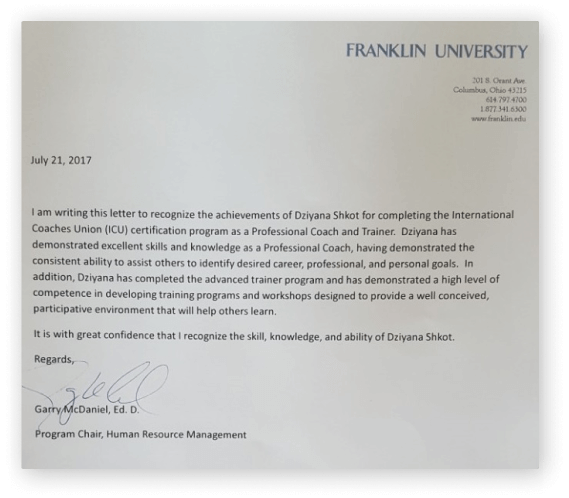 FRANKLIN UNIVERSITY
201 S. Grant Ave.
Columbus, Ohio 43215
614.797.4700
1.877.341.6300
www.franklin.edu
July 21, 2017
I am writing this letter to recognize the achievements of Dziyana Shkot for completing the International
Coaches Union (ICU) certification program as a Professional Coach and Trainer. Dziyana has
demonstrated excellent skills and knowledge as a Professional Coach, having demonstrated the
consistent ability to assist others to identify desired career, professional, and personal goals. In
addition, Dziyana has completed the advanced trainer program and has demonstrated a high level of
competence in developing training programs and workshops designed to provide a well conceived,
participative environment that will help others learn.
It is with great confidence that I recognize the skill, knowledge, and ability of Dziyana Shkot.
Regards,
Garry McDaniel, Ed. D.
Program Chair, Human Resource Management